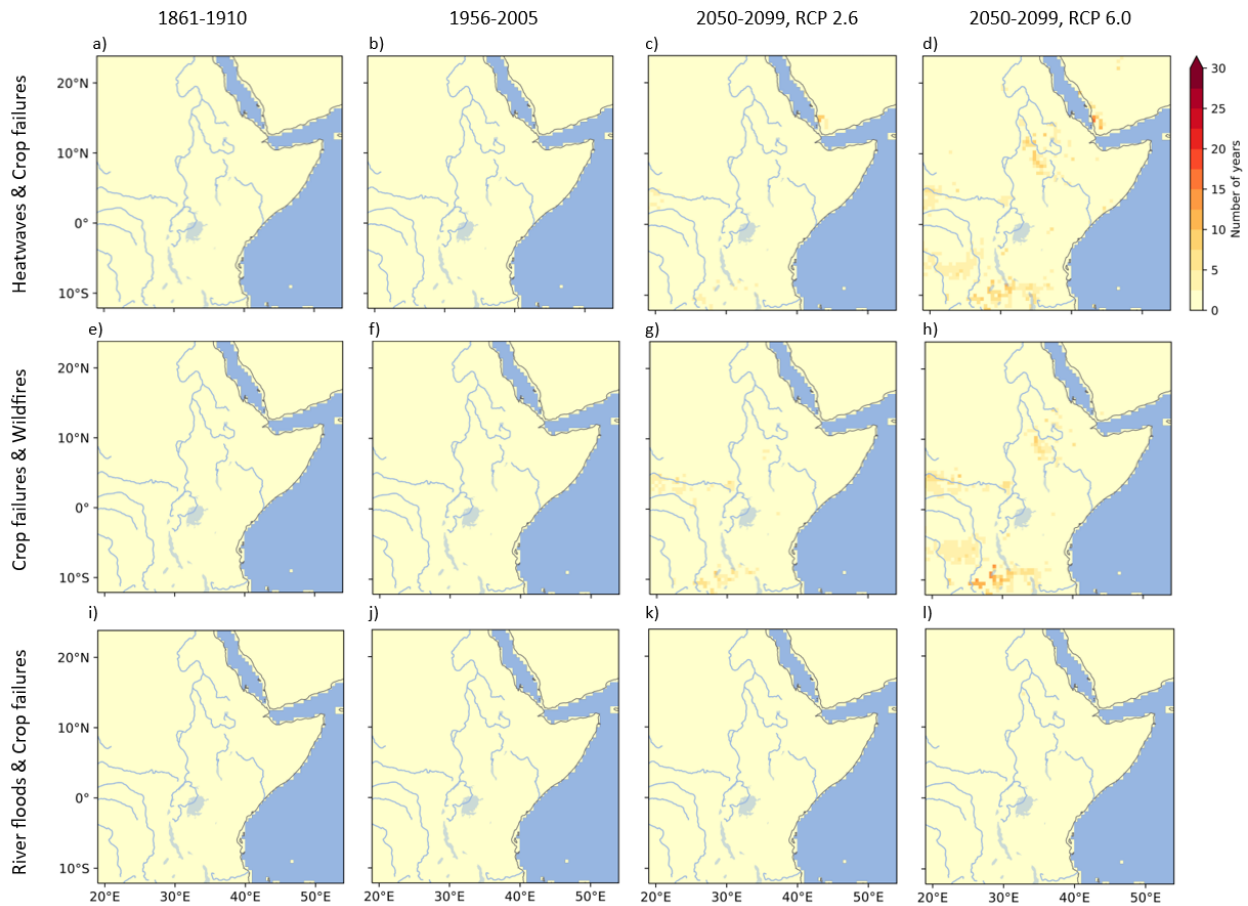 1861-1910
1956-2005
2050-2099, RCP 2.6
2050-2099, RCP 6.0
Heatwaves & Crop failures
a)
b)
c)
d)
20°N
10°N
0°
10°S
30
25
20
15
10
5
0
Number of years
Crop failures & Wildfires
e)
f)
g)
h)
20°N
10°N
0°
10°S
River floods & Crop failures
i)
j)
k)
l)
20°N
10°N
0°
10°S
20°E 30°E 40°E 50°E
20°E 30°E 40°E 50°E
20°E 30°E 40°E 50°E
20°E 30°E 40°E 50°E